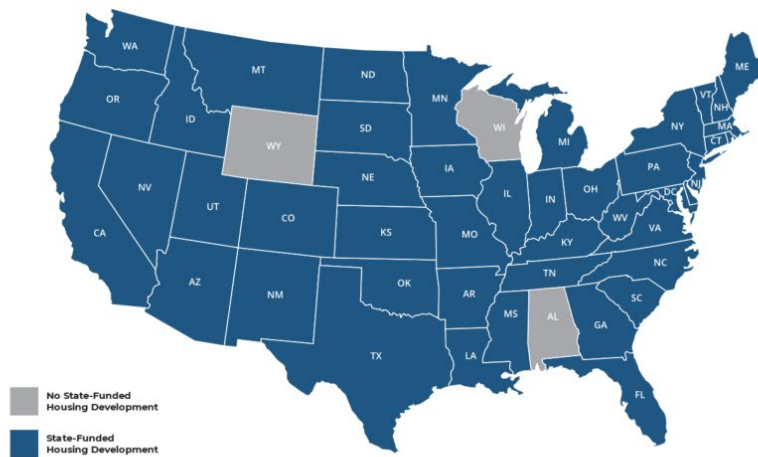 WA
MT
ND
MN
ME
VT
NH
OR
ID
SD
WI
MI
NY
MA
CT
WY
NE
IA
PA
NJ
NV
UT
CO
IL
IN
OH
DC
CA
KS
MO
WV
VA
KY
AZ
NM
OK
AR
TN
NC
SC
TX
MS
AL
GA
LA
FL
No State-Funded
Housing Development
State-Funded
Housing Development